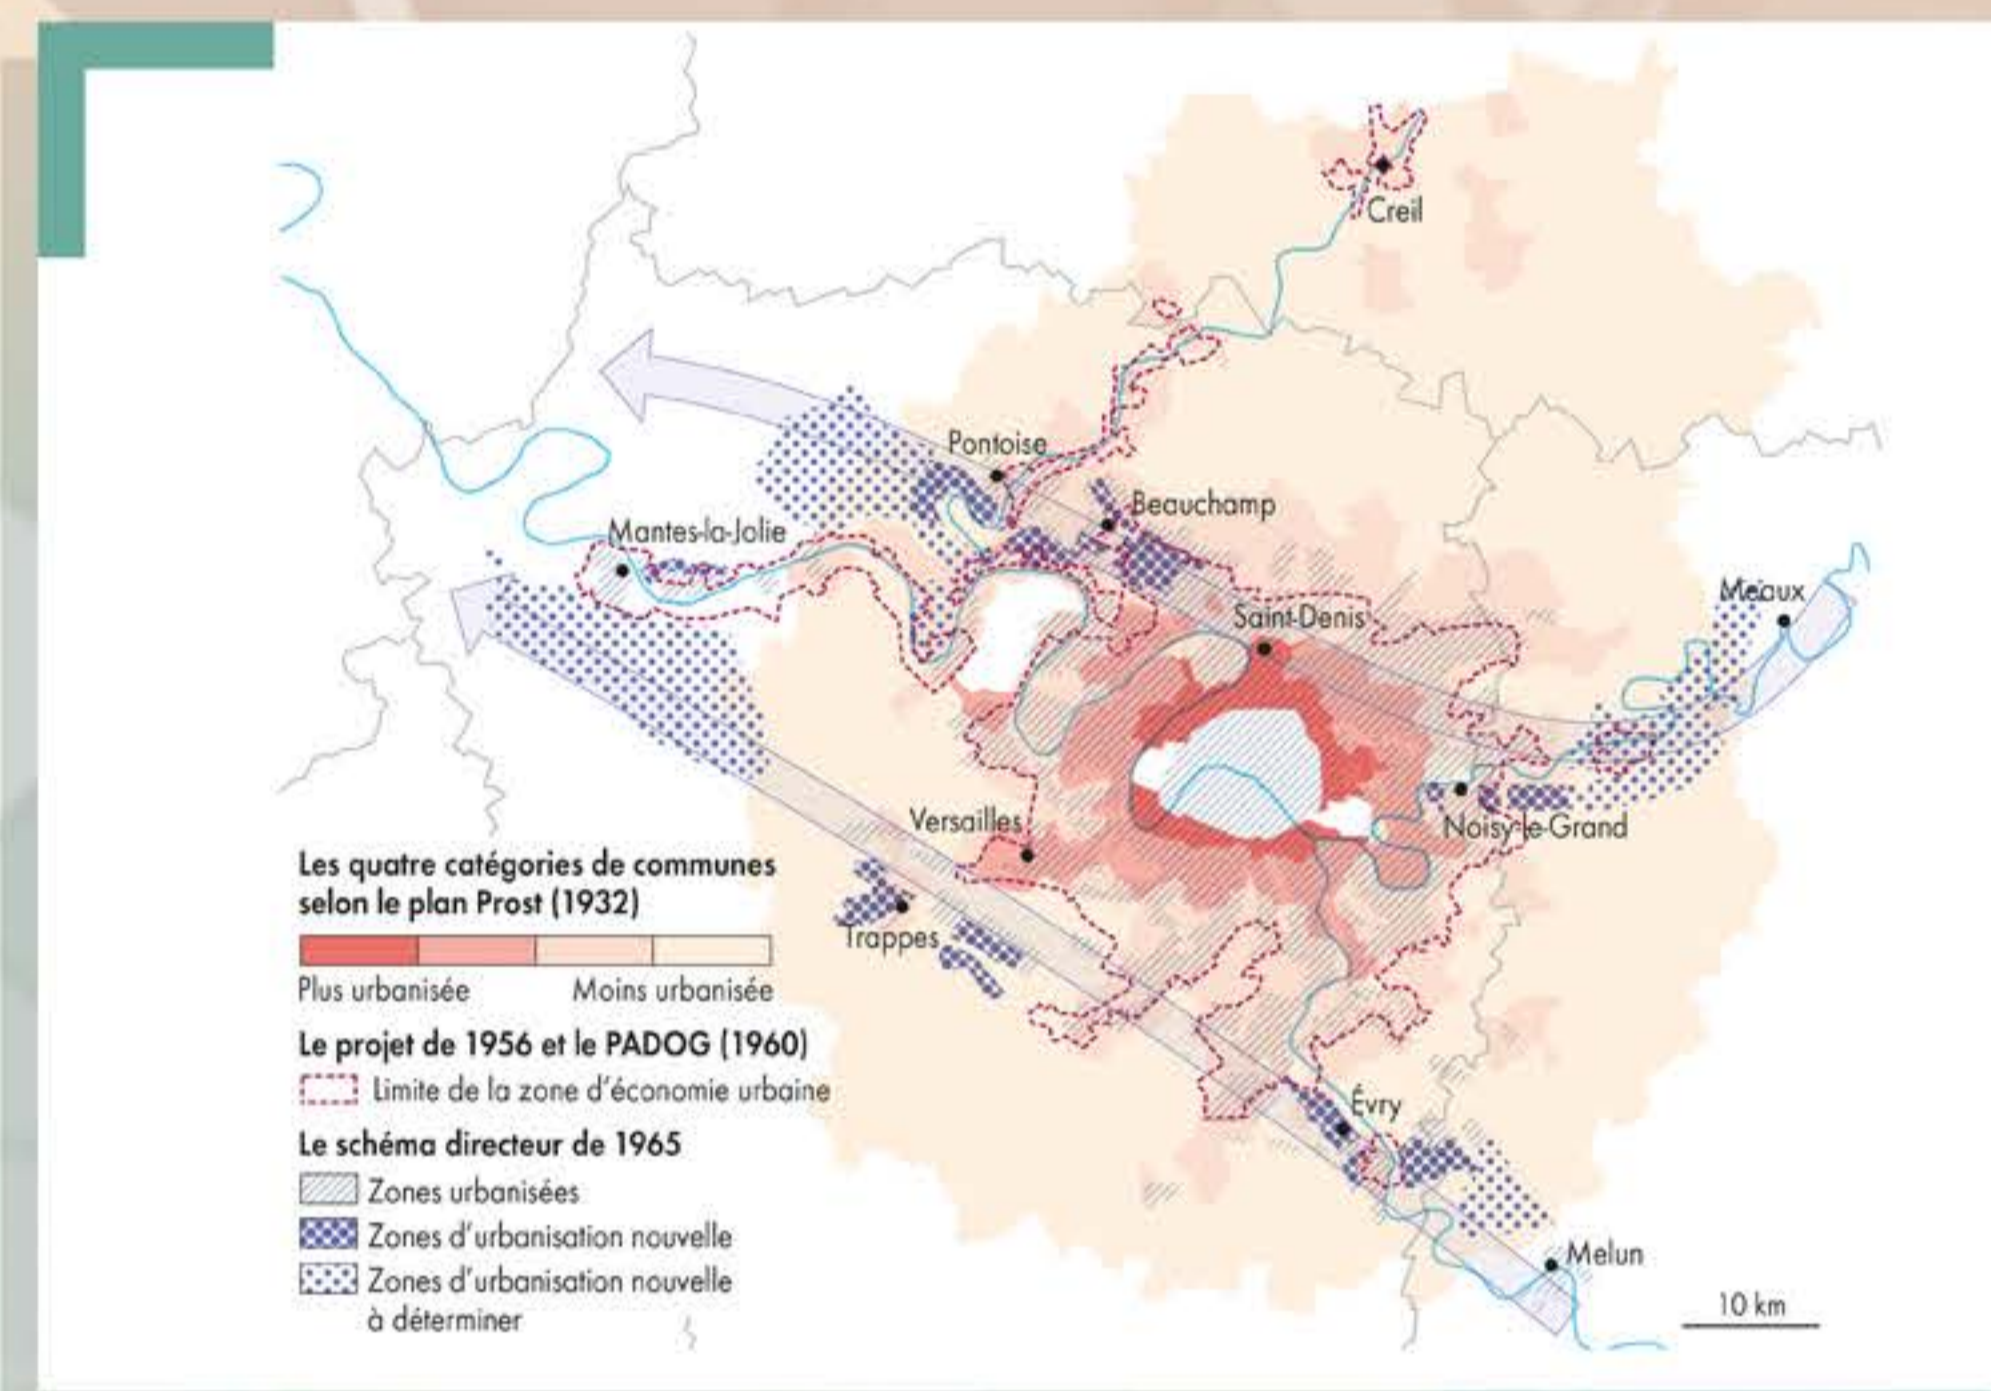 Creil
Pontoise
Beauchamp
Mantes-la-Jolie
Meaux
Saint-Denis
Versailles
Noisy-le-Grand
Trappes
Évry
Melun
10 km
Les quatre catégories de communes
selon le plan Prost (1932)
Plus urbanisée Moins urbanisée
Le projet de 1956 et le PADOG (1960)
Limite de la zone d'économie urbaine
Le schéma directeur de 1965
Zones urbanisées
Zones d'urbanisation nouvelle
Zones d'urbanisation nouvelle
à déterminer